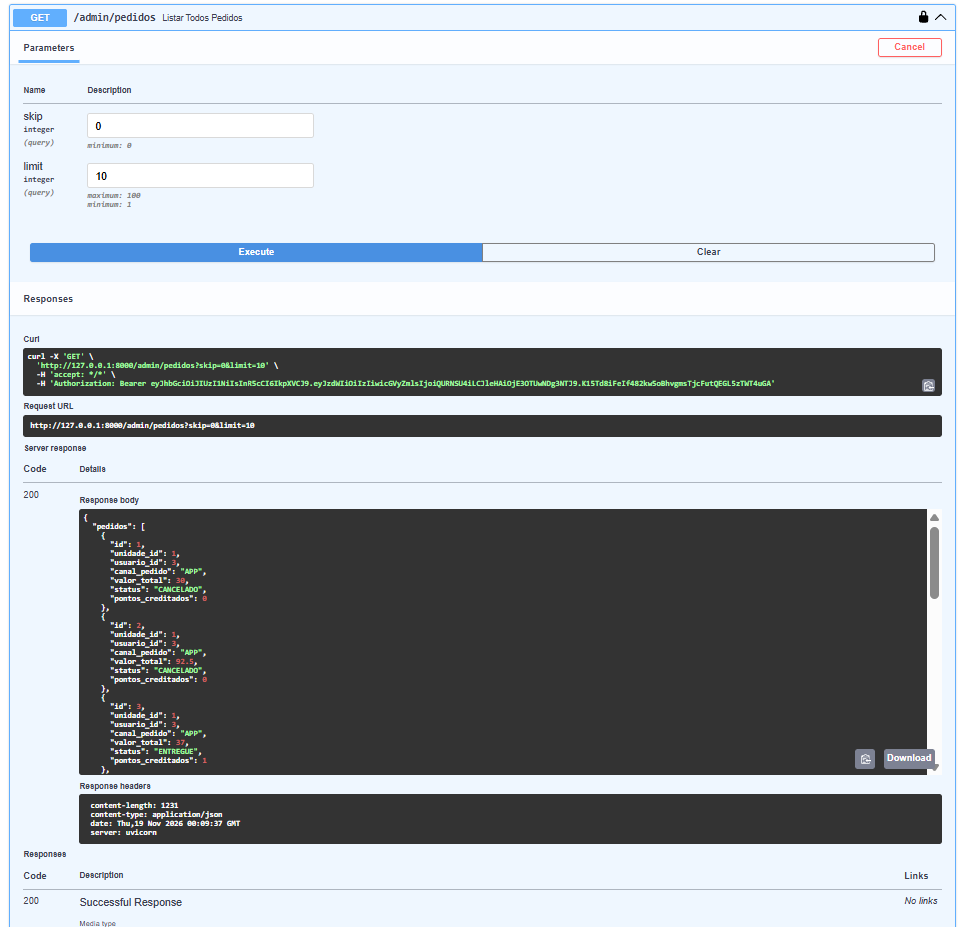 GET /admin/pedidos Listar Todos Pedidos
Parameters
Cancel
Name Description
skip
integer
(query)
0
minimum: 0
limit
integer
(query)
10
maximum: 100
minimum: 1
Execute Clear
Responses
Curl
curl -X 'GET' \
'http://127.0.0.1:8000/admin/pedidos?skip=0&limit=10' \
-H 'accept: */*' \
-H 'Authorization: Bearer
Request URL
http://127.0.0.1:8000/admin/pedidos?skip=0&limit=10
Server response
Code Details
200
Response body
{
"pedidos": [
{
"id": 1,
"unidade_id": 1,
"usuario_id": 3,
"canal_pedido": "APP",
"valor_total": 30,
"status": "CANCELADO",
"pontos_creditados": 0
},
{
"id": 2,
"unidade_id": 1,
"usuario_id": 3,
"canal_pedido": "APP",
"valor_total": 92.5,
"status": "CANCELADO",
"pontos_creditados": 0
},
{
"id": 3,
"unidade_id": 1,
"usuario_id": 3,
"canal_pedido": "APP",
"valor_total": 37,
"status": "ENTREGUE",
"pontos_creditados": 1
},
Download
Response headers
content-length: 1231
content-type: application/json
date: Thu,19 Nov 2026 00:09:37 GMT
server: uvicorn
Responses
Code Description Links
200 Successful Response No links
Media type